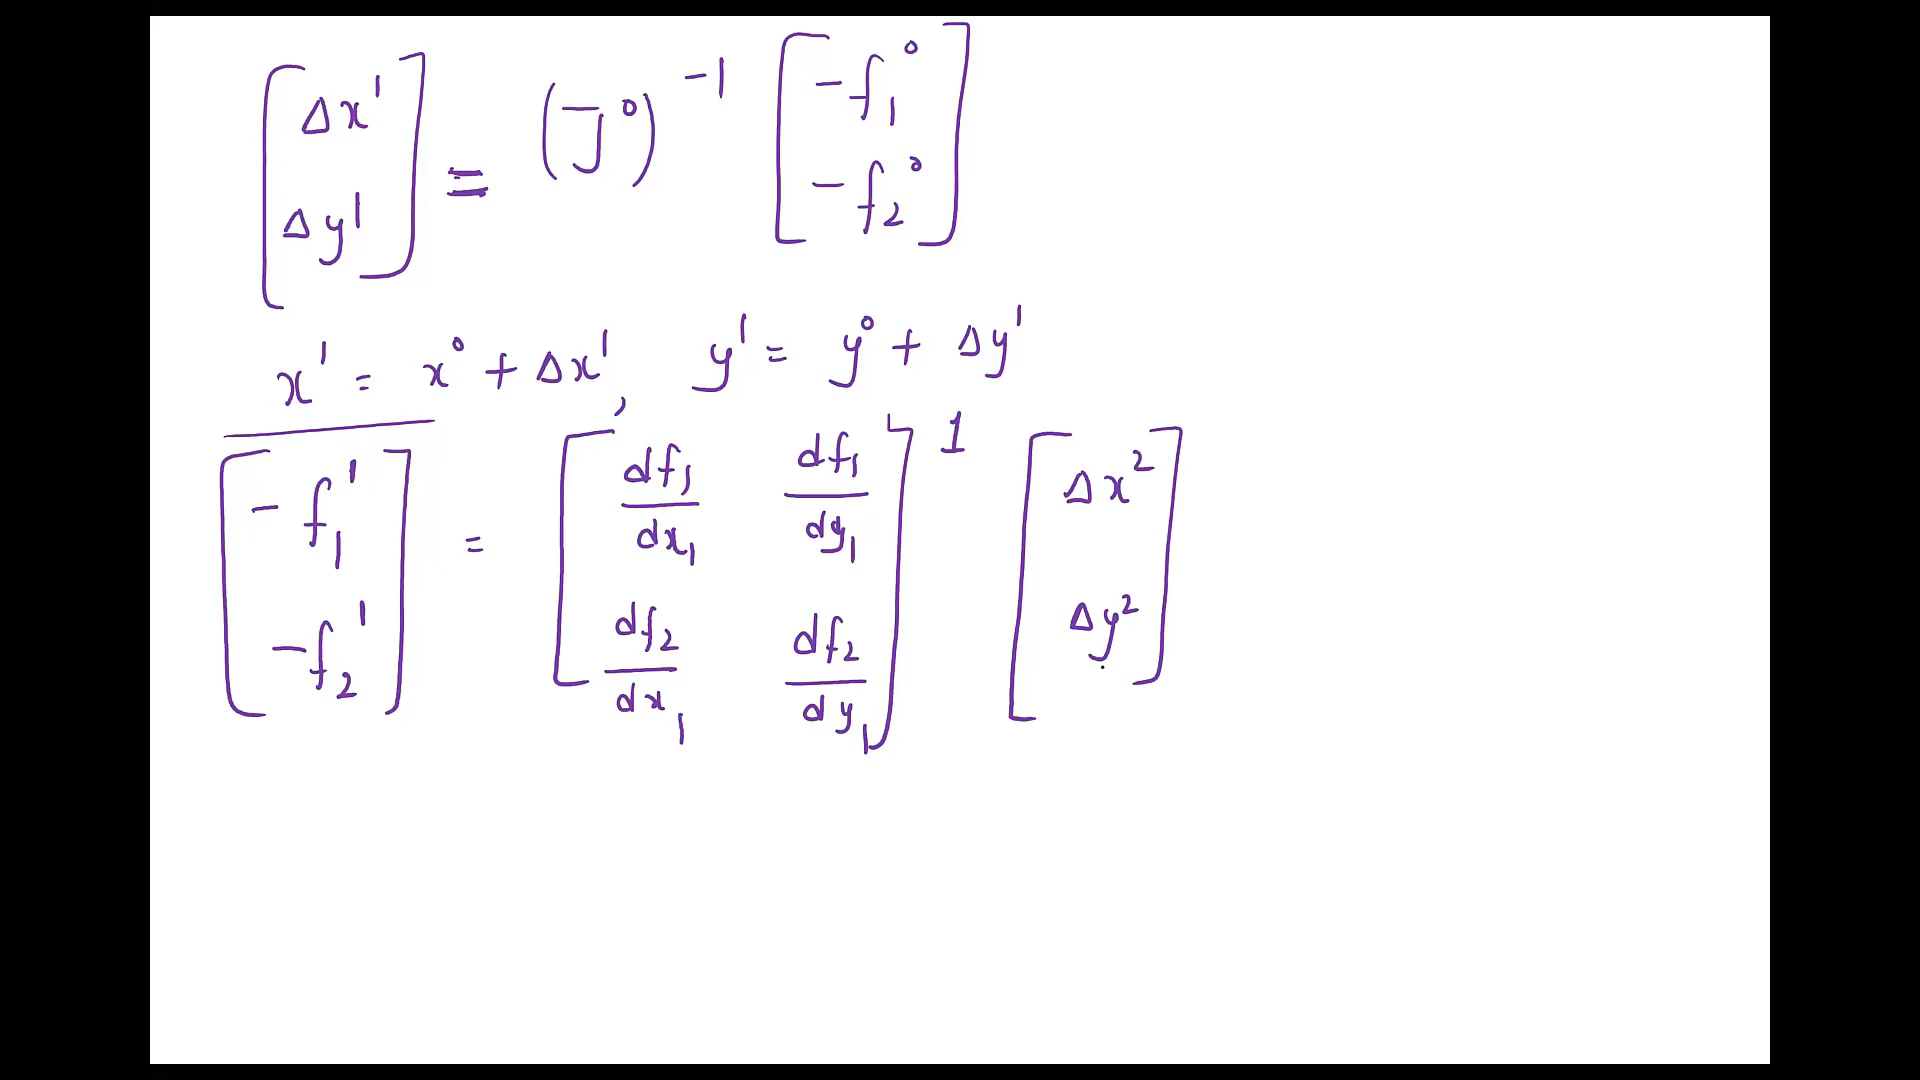 [Δx¹ Δy¹] = (J⁰)⁻¹ [-f₁⁰ -f₂⁰]
x¹ = x⁰ + Δx¹, y¹ = y⁰ + Δy¹
[-f₁¹ -f₂¹] = [df₁/dx₁ df₁/dy₁ df₂/dx₁ df₂/dy₁]¹ [Δx² Δy²]